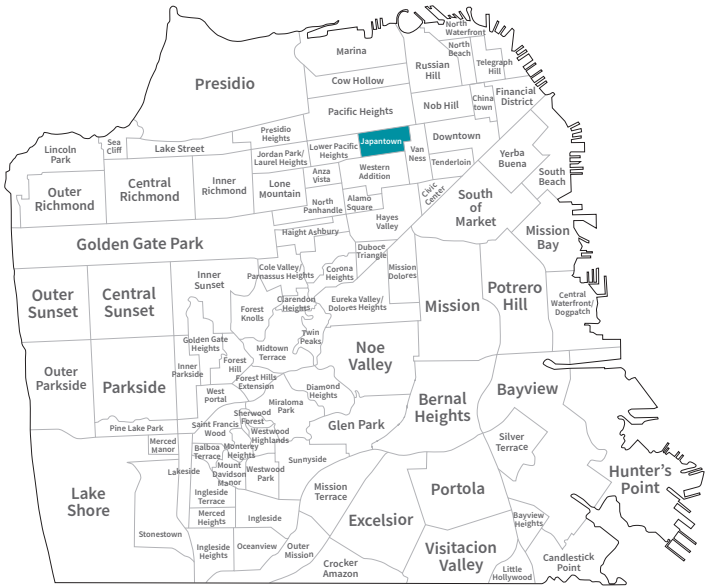 North
Waterfront
Marina
North
Beach
Russian
Hill
Telegraph
Hill
Presidio
Cow Hollow
Pacific Heights
Nob Hill
China
town
Financial
District
Presidio
Heights
Japantown
Downtown
Lincoln
Park
Sea
Cliff
Lake Street
Jordan Park/
Laurel Heights
Lower Pacific
Heights
Van
Ness
Tenderloin
Yerba
Buena
Western
Addition
Anza
Vista
South
Beach
Outer
Richmond
Central
Richmond
Inner
Richmond
Lone
Mountain
North
Panhandle
Alamo
Square
Civic
Center
South
of
Market
Hayes
Valley
Haight Ashbury
Mission
Bay
Golden Gate Park
Duboce
Triangle
Inner
Sunset
Cole Valley/
Parnassus Heights
Corona
Heights
Mission
Dolores
Outer
Sunset
Central
Sunset
Clarendon
Heights
Eureka Valley/
Dolores Heights
Mission
Potrero
Hill
Central
Waterfront/
Dogpatch
Forest
Knolls
Twin
Peaks
Golden Gate
Heights
Midtown
Terrace
Noe
Valley
Outer
Parkside
Parkside
Inner
Parkside
Forest
Hill
Forest Hills
Extension
West
Portal
Diamond
Heights
Miraloma
Park
Bernal
Heights
Bayview
Pine Lake Park
Saint Francis
Wood
Sherwood
Forest
Westwood
Highlands
Glen Park
Merced
Manor
Balboa
Terrace
Monterey
Heights
Silver
Terrace
Lakeside
Mount
Davidson
Manor
Westwood
Park
Sunnyside
Hunter's
Point
Lake
Shore
Ingleside
Terrace
Mission
Terrace
Portola
Merced
Heights
Ingleside
Excelsior
Bayview
Heights
Stonestown
Ingleside
Heights
Oceanview
Outer
Mission
Visitacion
Valley
Crocker
Amazon
Little
Hollywood
Candlestick
Point